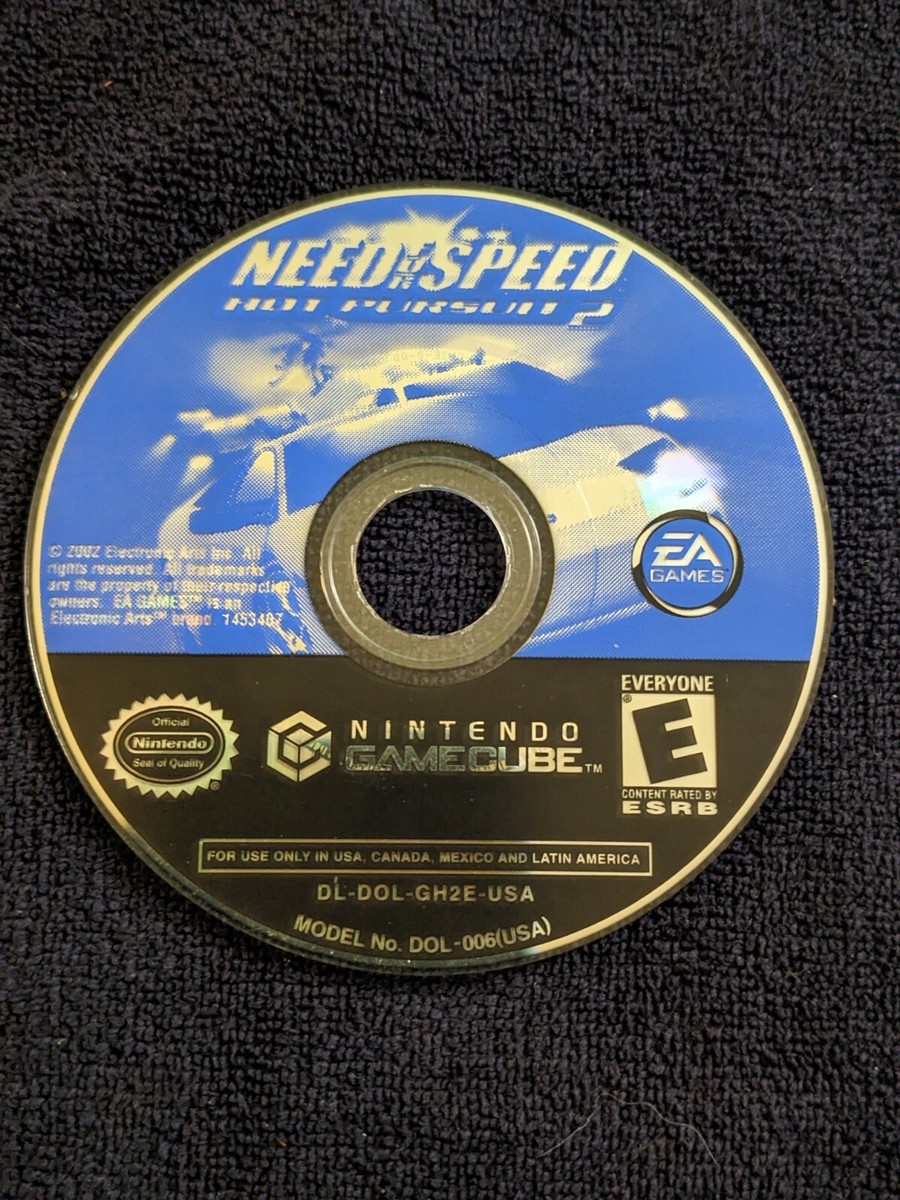 NEED FOR SPEED
HOT PURSUIT 2
© 2002 Electronic Arts Inc. All
rights reserved. All trademarks
are the property of their respective
owners. EA GAMES™ is an
Electronic Arts™ brand. 1453407
EA
GAMES™
Official
Nintendo
Seal of Quality
®
NINTENDO
GAMECUBE™
EVERYONE
E
®
CONTENT RATED BY
ESRB
FOR USE ONLY IN USA, CANADA, MEXICO AND LATIN AMERICA
DL-DOL-GH2E-USA
MODEL No. DOL-006(USA)